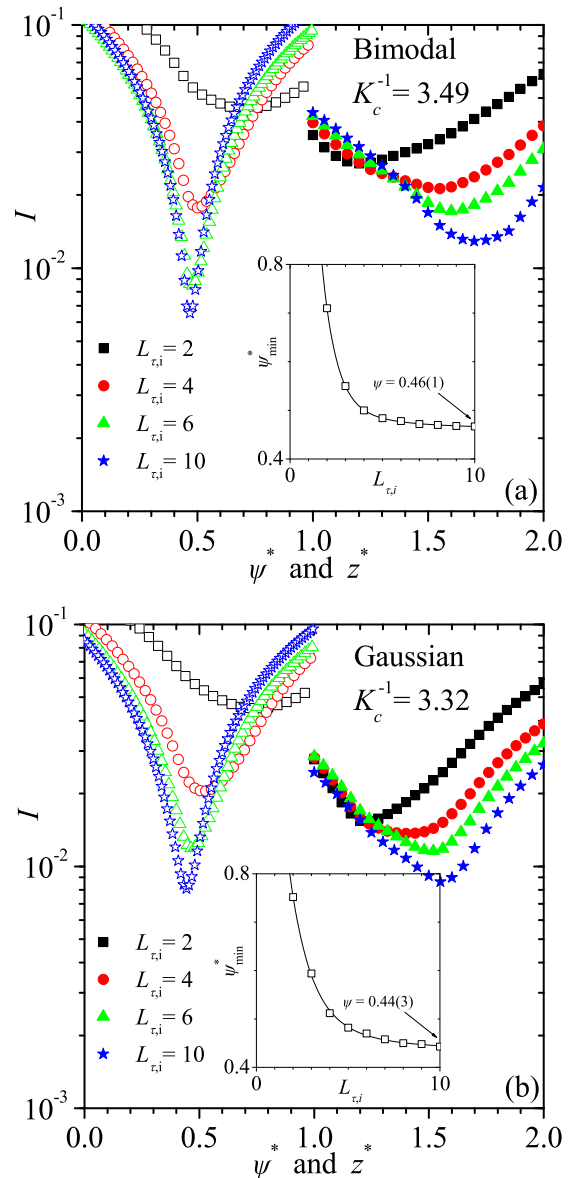 10⁻¹
Bimodal
K_c⁻¹ = 3.49
I
10⁻²
0.8
ψ*_min
L_τ,i = 2
L_τ,i = 4
L_τ,i = 6
L_τ,i = 10
ψ = 0.46(1)
0.4
0 10
L_τ,i
(a)
10⁻³
0.0 0.5 1.0 1.5 2.0
ψ* and z*
10⁻¹
Gaussian
K_c⁻¹ = 3.32
I
10⁻²
0.8
ψ*_min
L_τ,i = 2
L_τ,i = 4
L_τ,i = 6
L_τ,i = 10
ψ = 0.44(3)
0.4
0 10
L_τ,i
(b)
10⁻³
0.0 0.5 1.0 1.5 2.0
ψ* and z*